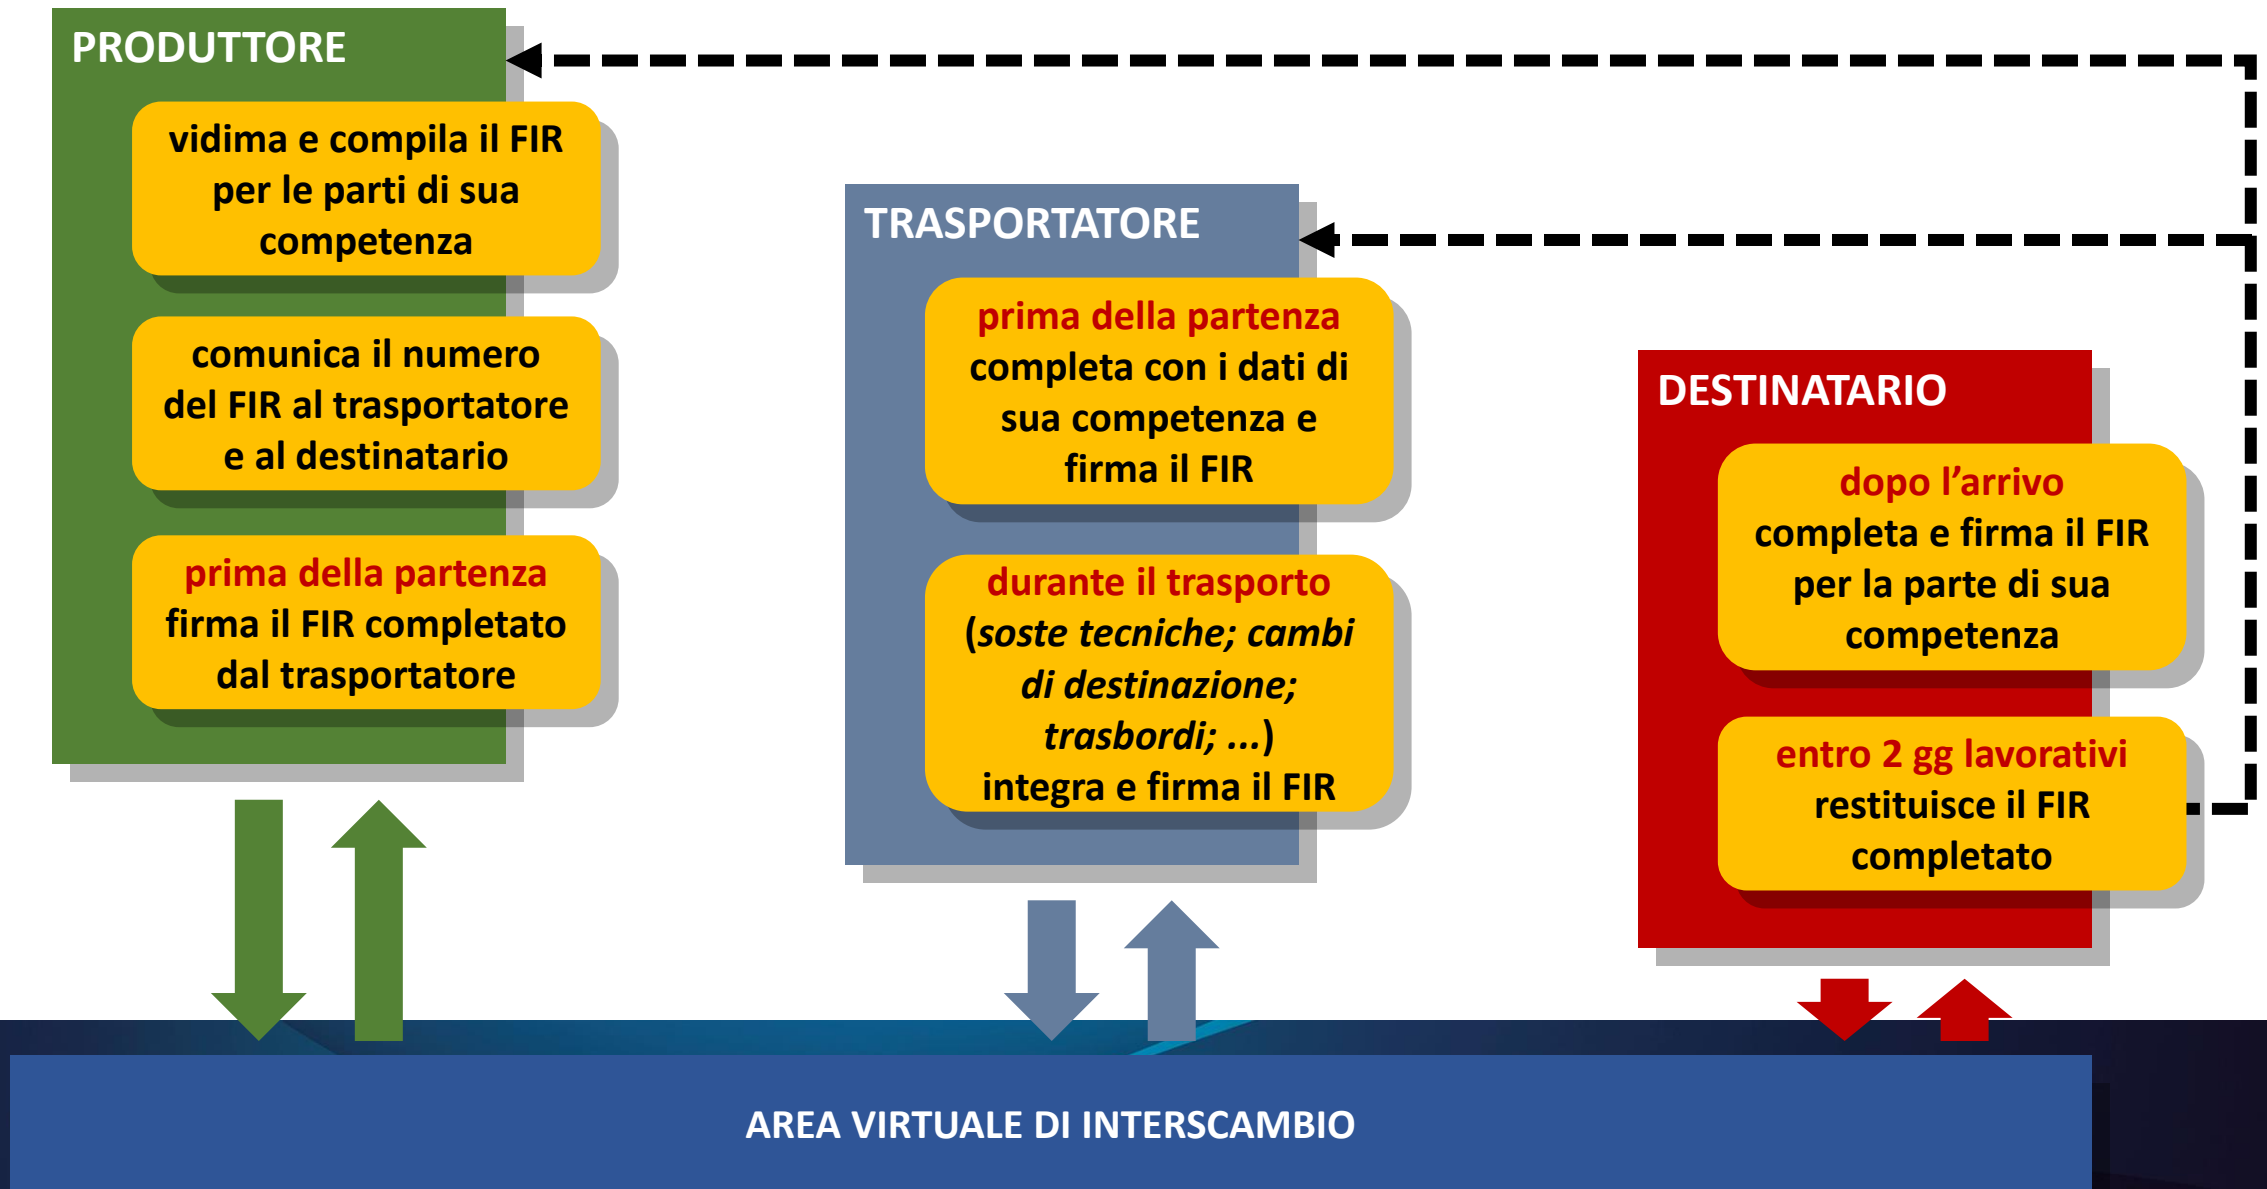 PRODUTTORE
vidima e compila il FIR
per le parti di sua
competenza
comunica il numero
del FIR al trasportatore
e al destinatario
prima della partenza
firma il FIR completato
dal trasportatore
TRASPORTATORE
prima della partenza
completa con i dati di
sua competenza e
firma il FIR
durante il trasporto
(soste tecniche; cambi
di destinazione;
trasbordi; ...)
integra e firma il FIR
DESTINATARIO
dopo l’arrivo
completa e firma il FIR
per la parte di sua
competenza
entro 2 gg lavorativi
restituisce il FIR
completato
AREA VIRTUALE DI INTERSCAMBIO